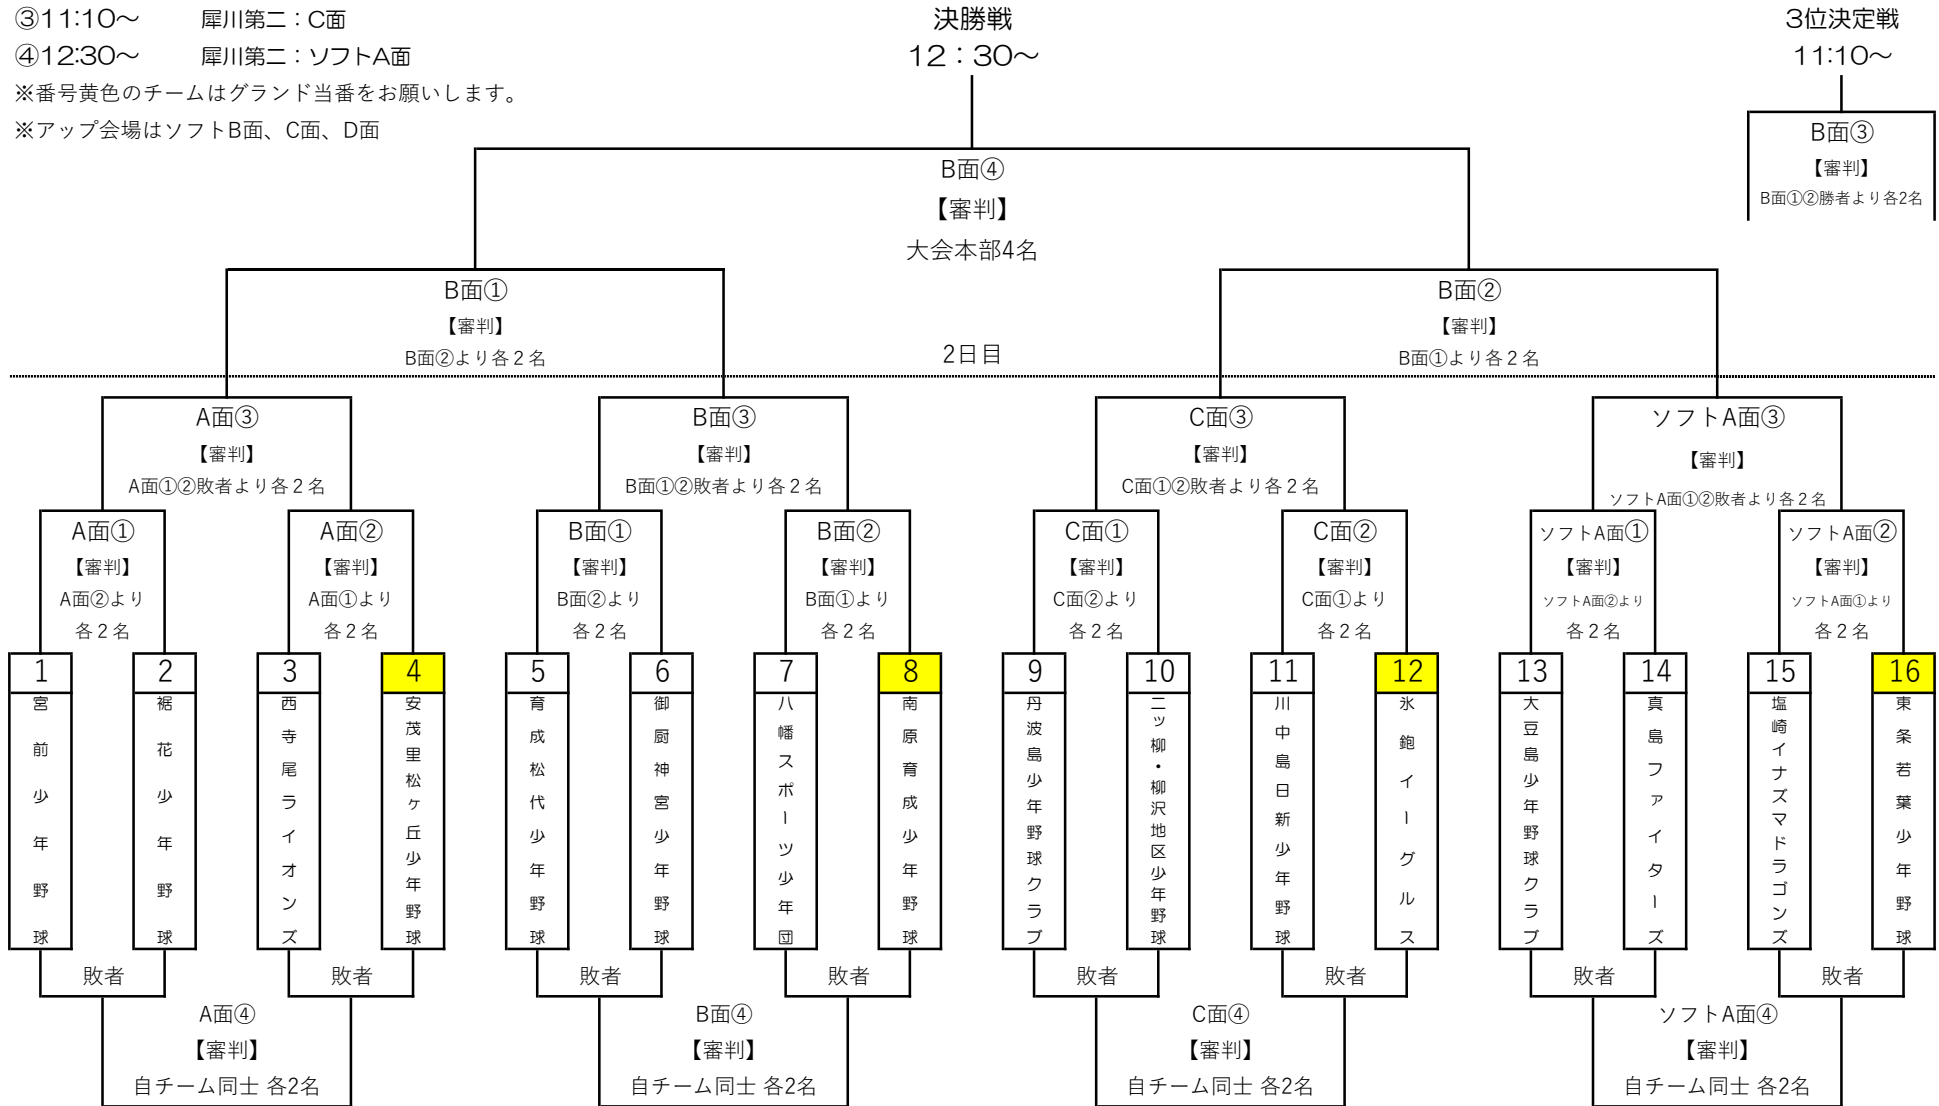 ③11:10～　犀川第二：C面
④12:30～　犀川第二：ソフトA面
※番号黄色のチームはグランド当番をお願いします。
※アップ会場はソフトB面、C面、D面
決勝戦
12：30～
3位決定戦
11:10～
B面③
【審判】
B面①②勝者より各2名
B面④
【審判】
大会本部4名
B面①
【審判】
B面②より各２名
2日目
B面②
【審判】
B面①より各２名
A面③
【審判】
A面①②敗者より各２名
B面③
【審判】
B面①②敗者より各２名
C面③
【審判】
C面①②敗者より各２名
ソフトA面③
【審判】
ソフトA面①②敗者より各２名
A面①
【審判】
A面②より
各２名
A面②
【審判】
A面①より
各２名
B面①
【審判】
B面②より
各２名
B面②
【審判】
B面①より
各２名
C面①
【審判】
C面②より
各２名
C面②
【審判】
C面①より
各２名
ソフトA面①
【審判】
ソフトA面②より
各２名
ソフトA面②
【審判】
ソフトA面①より
各２名
1
宮前少年野球
2
裾花少年野球
3
西寺尾ライオンズ
4
安茂里松ヶ丘少年野球
5
育成松代少年野球
6
御厨神宮少年野球
7
八幡スポーツ少年団
8
南原育成少年野球
9
丹波島少年野球クラブ
10
二ッ柳・柳沢地区少年野球
11
川中島日新少年野球
12
氷鉋イーグルス
13
大豆島少年野球クラブ
14
真島ファイターズ
15
塩崎イナズマドラゴンズ
16
東条若葉少年野球
敗者
敗者
敗者
敗者
敗者
敗者
敗者
敗者
A面④
【審判】
自チーム同士 各2名
B面④
【審判】
自チーム同士 各2名
C面④
【審判】
自チーム同士 各2名
ソフトA面④
【審判】
自チーム同士 各2名